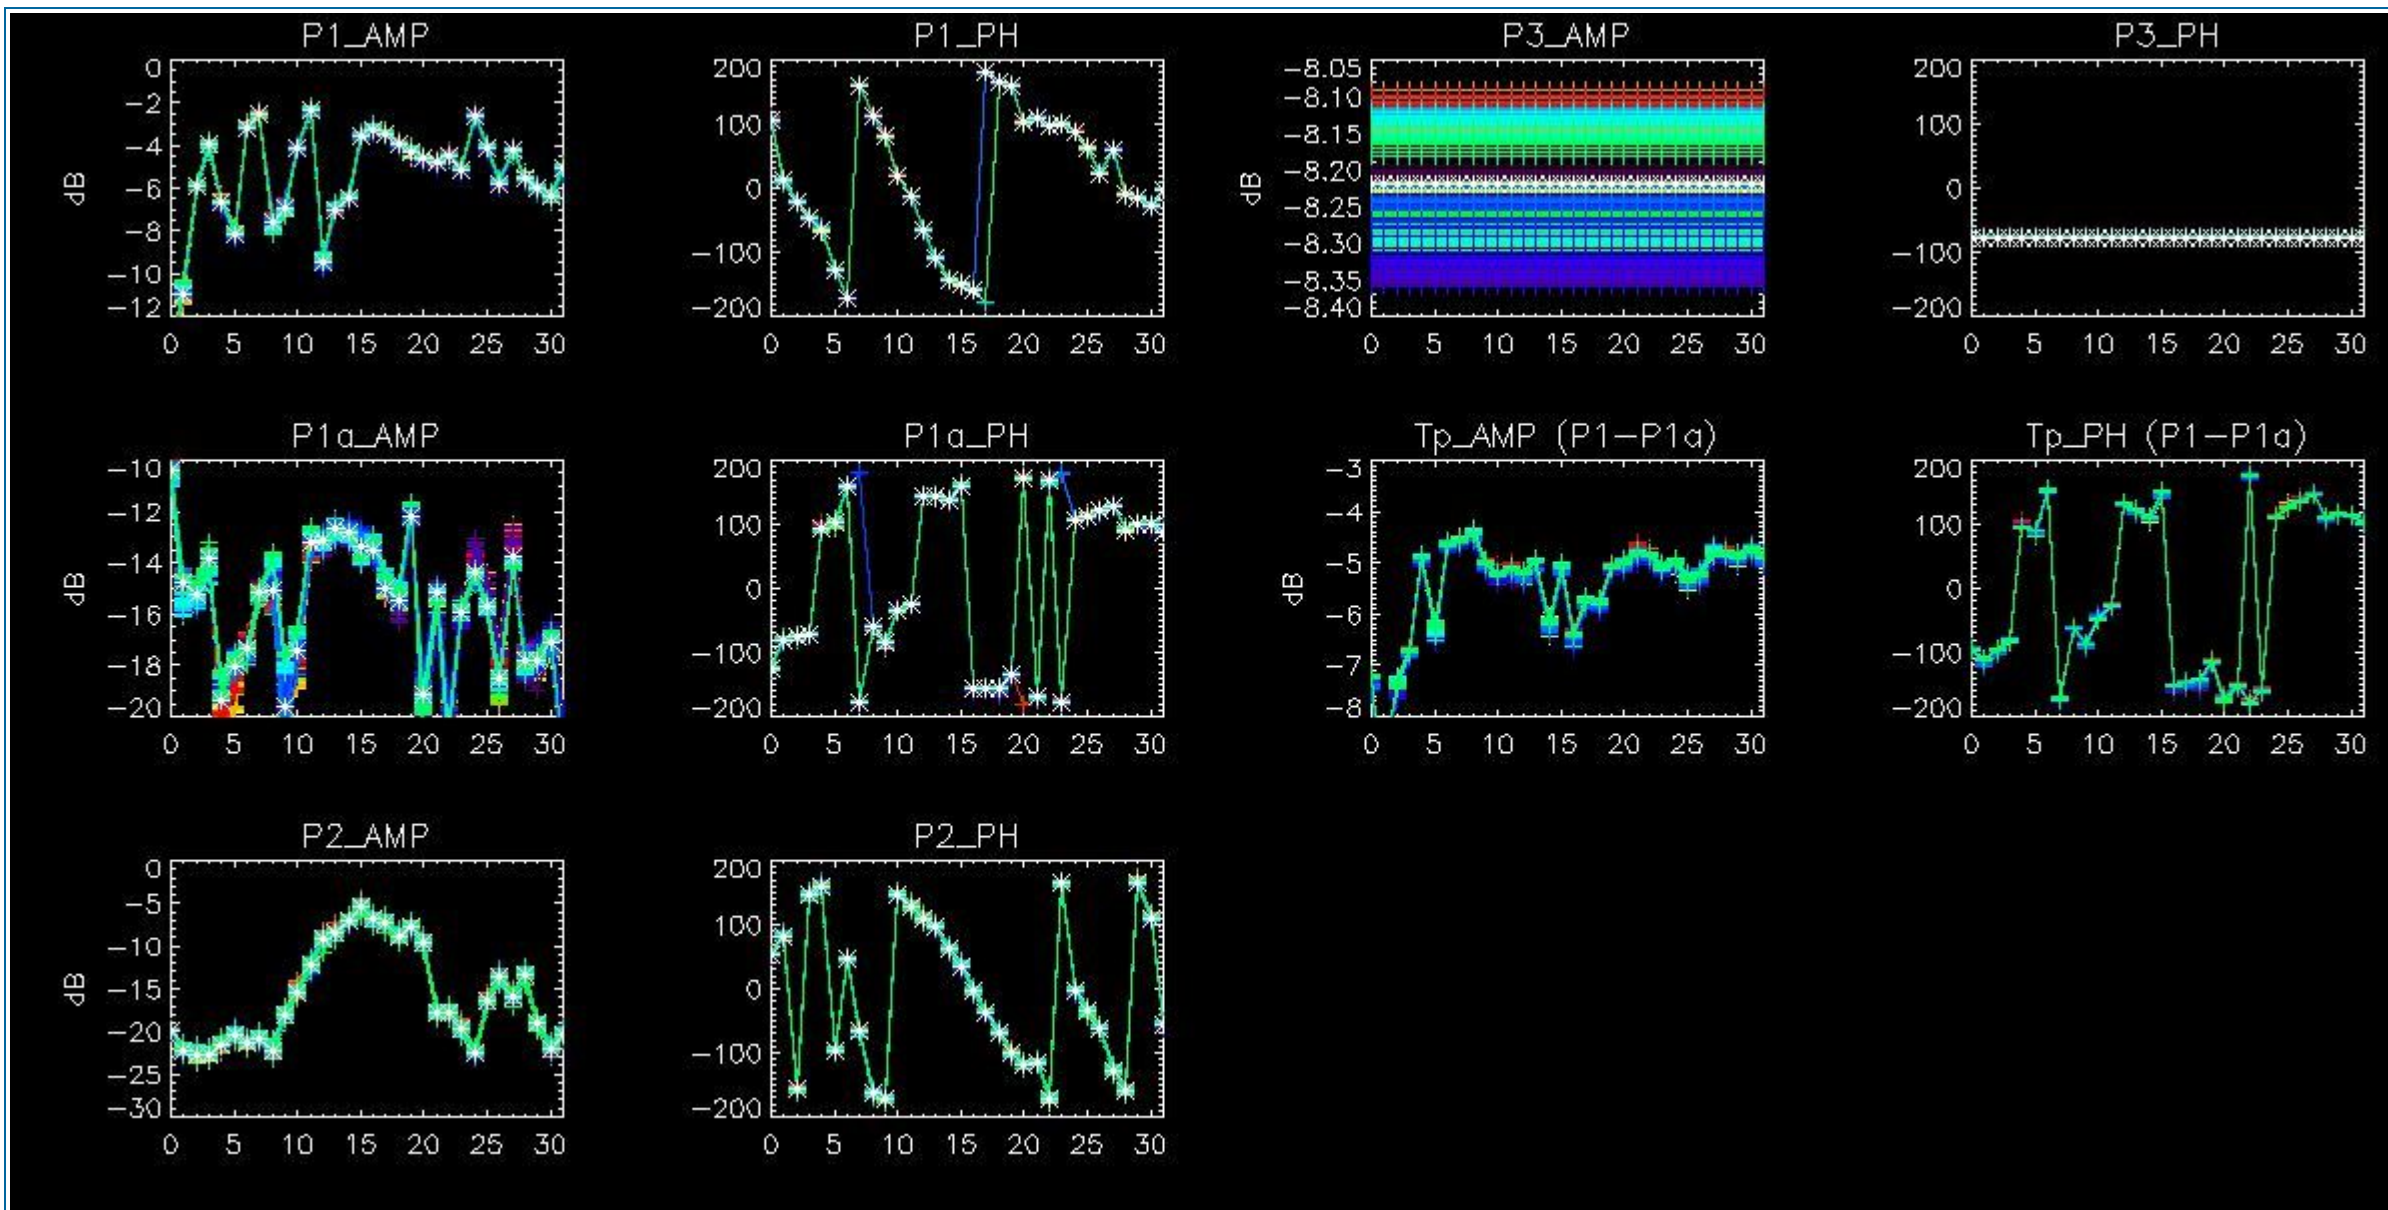 P1_AMP
0
−2
−4
−6
−8
−10
−12
dB
0 5 10 15 20 25 30
P1_PH
200
100
0
−100
−200
0 5 10 15 20 25 30
P3_AMP
−8.05
−8.10
−8.15
−8.20
−8.25
−8.30
−8.35
−8.40
dB
0 5 10 15 20 25 30
P3_PH
200
100
0
−100
−200
0 5 10 15 20 25 30
P1a_AMP
−10
−12
−14
−16
−18
−20
dB
0 5 10 15 20 25 30
P1a_PH
200
100
0
−100
−200
0 5 10 15 20 25 30
Tp_AMP (P1−P1a)
−3
−4
−5
−6
−7
−8
dB
0 5 10 15 20 25 30
Tp_PH (P1−P1a)
200
100
0
−100
−200
0 5 10 15 20 25 30
P2_AMP
0
−5
−10
−15
−20
−25
−30
dB
0 5 10 15 20 25 30
P2_PH
200
100
0
−100
−200
0 5 10 15 20 25 30